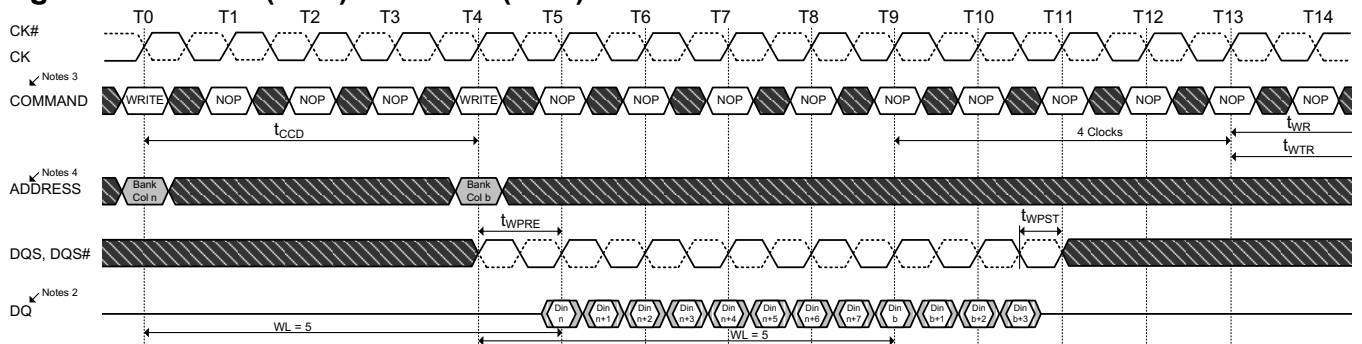 T0 T1 T2 T3 T4 T5 T6 T7 T8 T9 T10 T11 T12 T13 T14
CK#
CK
Notes 3
COMMAND WRITE NOP NOP NOP WRITE NOP NOP NOP NOP NOP NOP NOP NOP NOP NOP
tCCD 4 Clocks tWR
tWTR
Notes 4
ADDRESS
Bank Col n
Bank Col b
tWPRE tWPST
DQS, DQS#
Notes 2
DQ
Din n Din n+1 Din n+2 Din n+3 Din n+4 Din n+5 Din n+6 Din n+7 Din b Din b+1 Din b+2 Din b+3
WL = 5 WL = 5